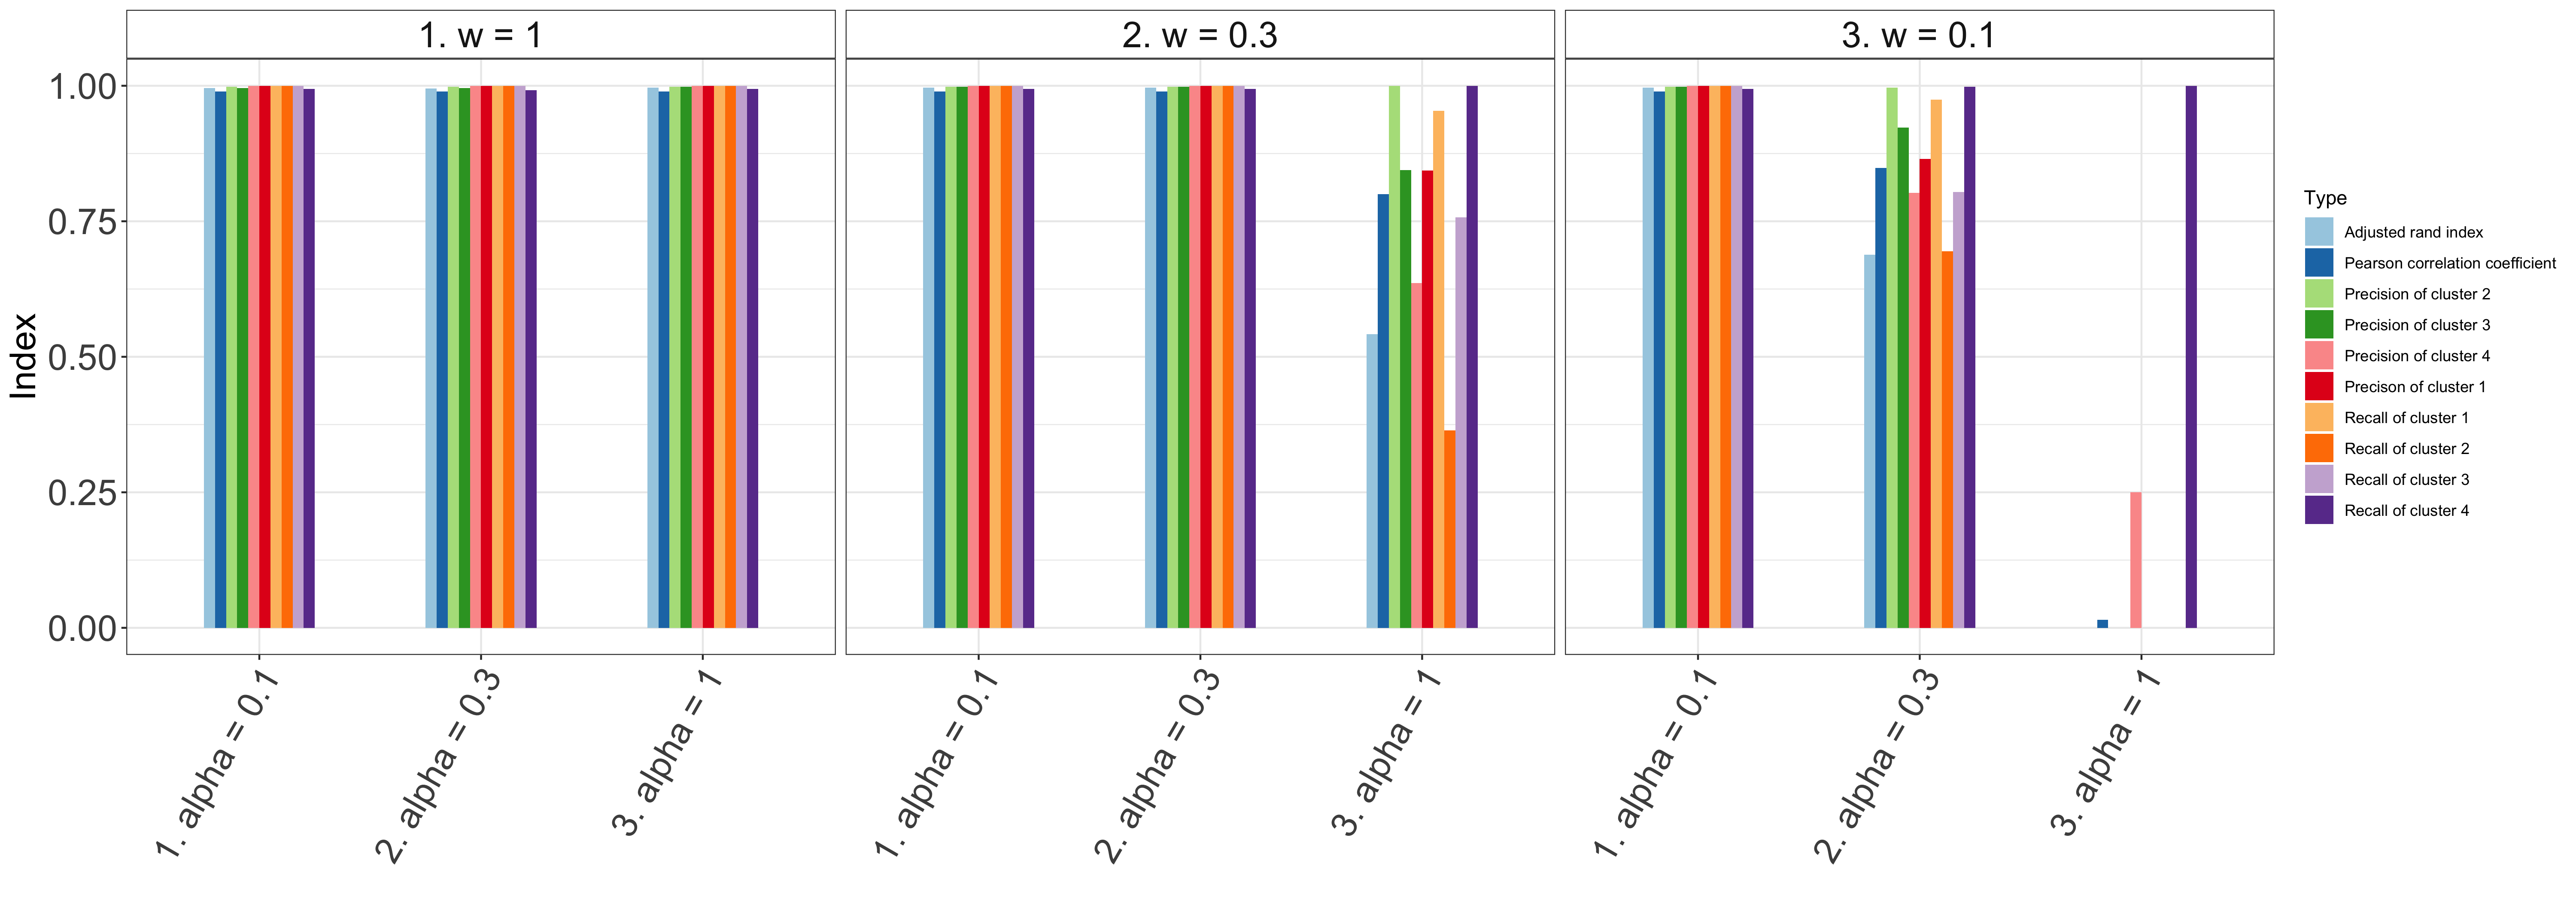 1. w = 1
2. w = 0.3
3. w = 0.1
Index
1.00
0.75
0.50
0.25
0.00
1. alpha = 0.1
2. alpha = 0.3
3. alpha = 1
1. alpha = 0.1
2. alpha = 0.3
3. alpha = 1
1. alpha = 0.1
2. alpha = 0.3
3. alpha = 1
Type
Adjusted rand index
Pearson correlation coefficient
Precision of cluster 2
Precision of cluster 3
Precision of cluster 4
Precison of cluster 1
Recall of cluster 1
Recall of cluster 2
Recall of cluster 3
Recall of cluster 4